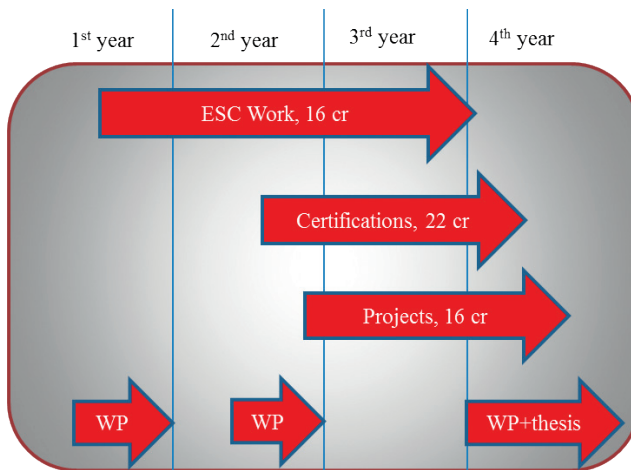 1st year 2nd year 3rd year 4th year
ESC Work, 16 cr
Certifications, 22 cr
Projects, 16 cr
WP WP WP+thesis